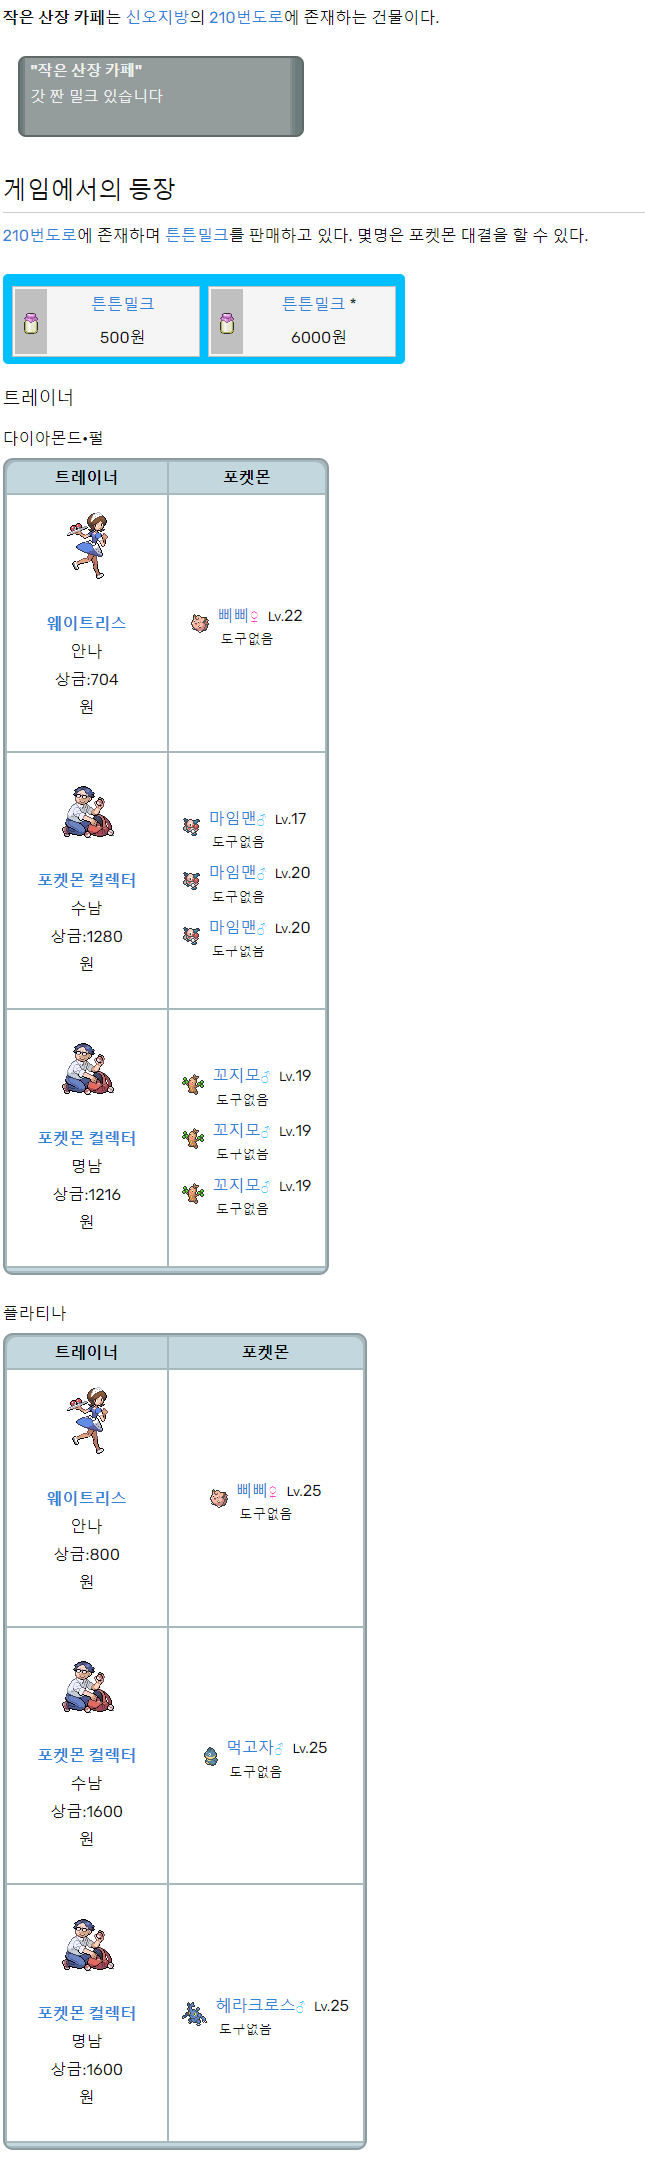 작은 산장 카페는 신오지방의 210번도로에 존재하는 건물이다.
"작은 산장 카페"
갓 짠 밀크 있습니다
게임에서의 등장
210번도로에 존재하며 튼튼밀크를 판매하고 있다. 몇명은 포켓몬 대결을 할 수 있다.
튼튼밀크
500원
튼튼밀크 *
6000원
트레이너
다이아몬드•펄
트레이너 포켓몬
웨이트리스
안나
상금:704
원
삐삐♀ Lv.22
도구없음
포켓몬 컬렉터
수남
상금:1280
원
마임맨♂ Lv.17
도구없음
마임맨♂ Lv.20
도구없음
마임맨♂ Lv.20
도구없음
포켓몬 컬렉터
명남
상금:1216
원
꼬지모♂ Lv.19
도구없음
꼬지모♂ Lv.19
도구없음
꼬지모♂ Lv.19
도구없음
플라티나
트레이너 포켓몬
웨이트리스
안나
상금:800
원
삐삐♀ Lv.25
도구없음
포켓몬 컬렉터
수남
상금:1600
원
먹고자♂ Lv.25
도구없음
포켓몬 컬렉터
명남
상금:1600
원
헤라크로스♂ Lv.25
도구없음